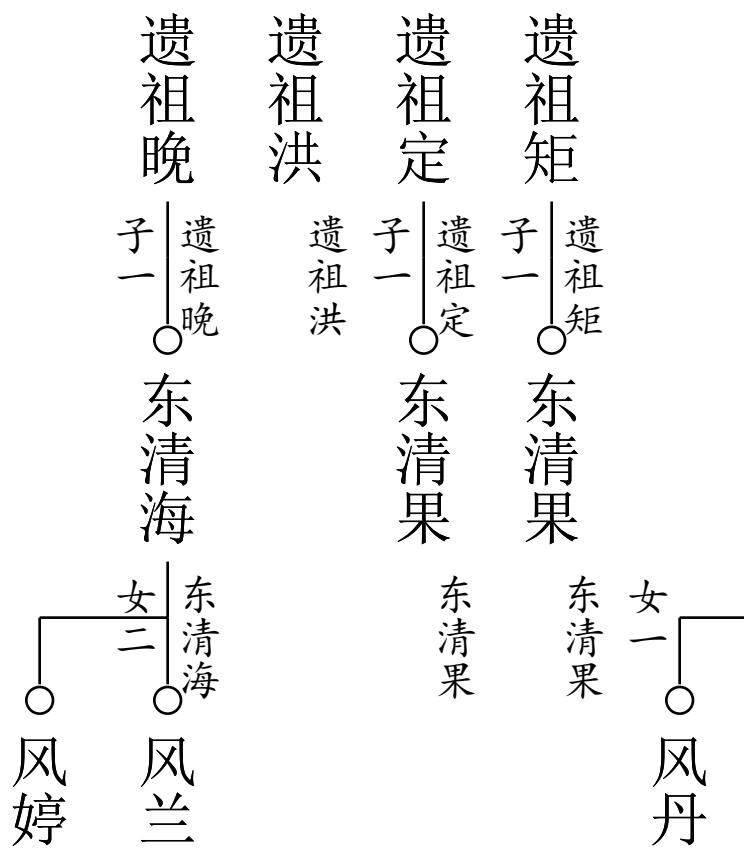 遗祖矩
遗祖定
遗祖洪
遗祖晚
遗祖矩
子一
遗祖定
子一
遗祖洪
遗祖晚
子一
东清果
东清果
东清海
女一
东清果
东清果
东清海
女二
风丹
风兰
风婷